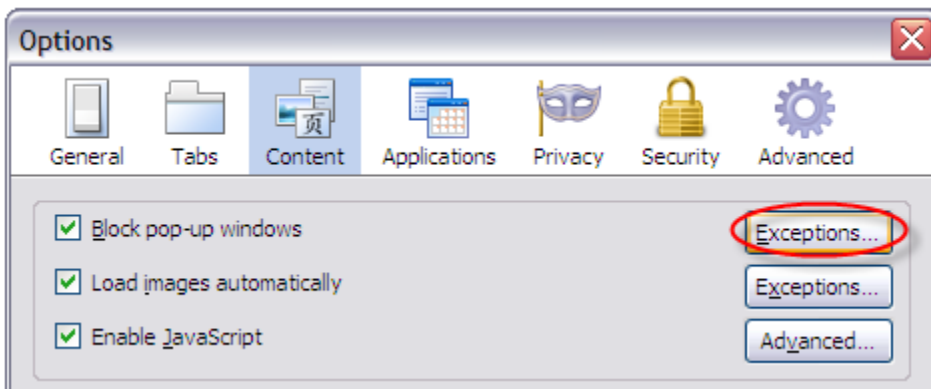 Options
General Tabs Content Applications Privacy Security Advanced
页
Block pop-up windows Exceptions...
Load images automatically Exceptions...
Enable JavaScript Advanced...